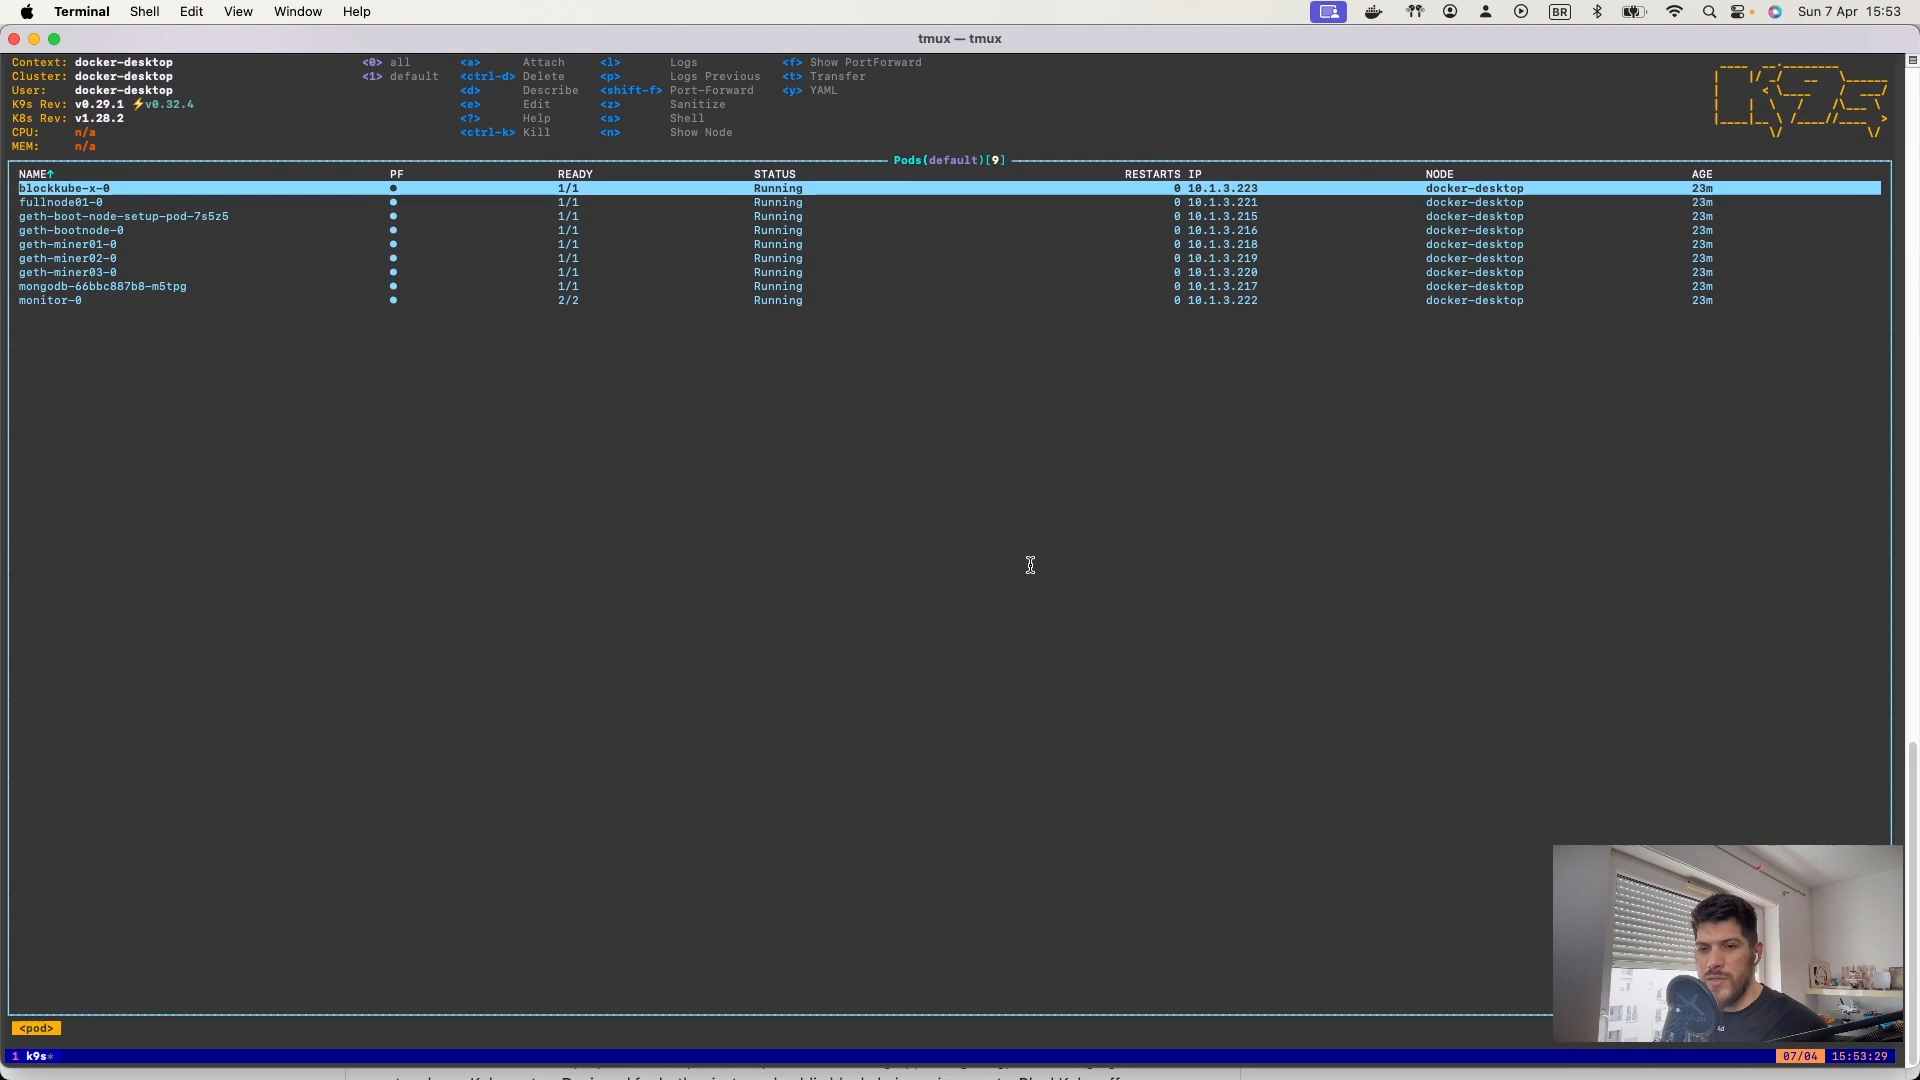 Terminal Shell Edit View Window Help BR Sun 7 Apr 15:53
tmux — tmux
Context: docker-desktop <0> all <a> Attach <l> Logs <f> Show PortForward
Cluster: docker-desktop <1> default <ctrl-d> Delete <p> Logs Previous <t> Transfer
User: docker-desktop <d> Describe <shift-f> Port-Forward <y> YAML
K9s Rev: v0.29.1 ⚡v0.32.4 <e> Edit <z> Sanitize
K8s Rev: v1.28.2 <?> Help <s> Shell
CPU: n/a <ctrl-k> Kill <n> Show Node
MEM: n/a
Pods(default)[9]
NAME↑ PF READY STATUS RESTARTS IP NODE AGE
blockkube-x-0 ● 1/1 Running 0 10.1.3.223 docker-desktop 23m
fullnode01-0 ● 1/1 Running 0 10.1.3.221 docker-desktop 23m
geth-boot-node-setup-pod-7s5z5 ● 1/1 Running 0 10.1.3.215 docker-desktop 23m
geth-bootnode-0 ● 1/1 Running 0 10.1.3.216 docker-desktop 23m
geth-miner01-0 ● 1/1 Running 0 10.1.3.218 docker-desktop 23m
geth-miner02-0 ● 1/1 Running 0 10.1.3.219 docker-desktop 23m
geth-miner03-0 ● 1/1 Running 0 10.1.3.220 docker-desktop 23m
mongodb-66bbc887b8-m5tpg ● 1/1 Running 0 10.1.3.217 docker-desktop 23m
monitor-0 ● 2/2 Running 0 10.1.3.222 docker-desktop 23m
<pod>
1 k9s* 07/04 15:53:29